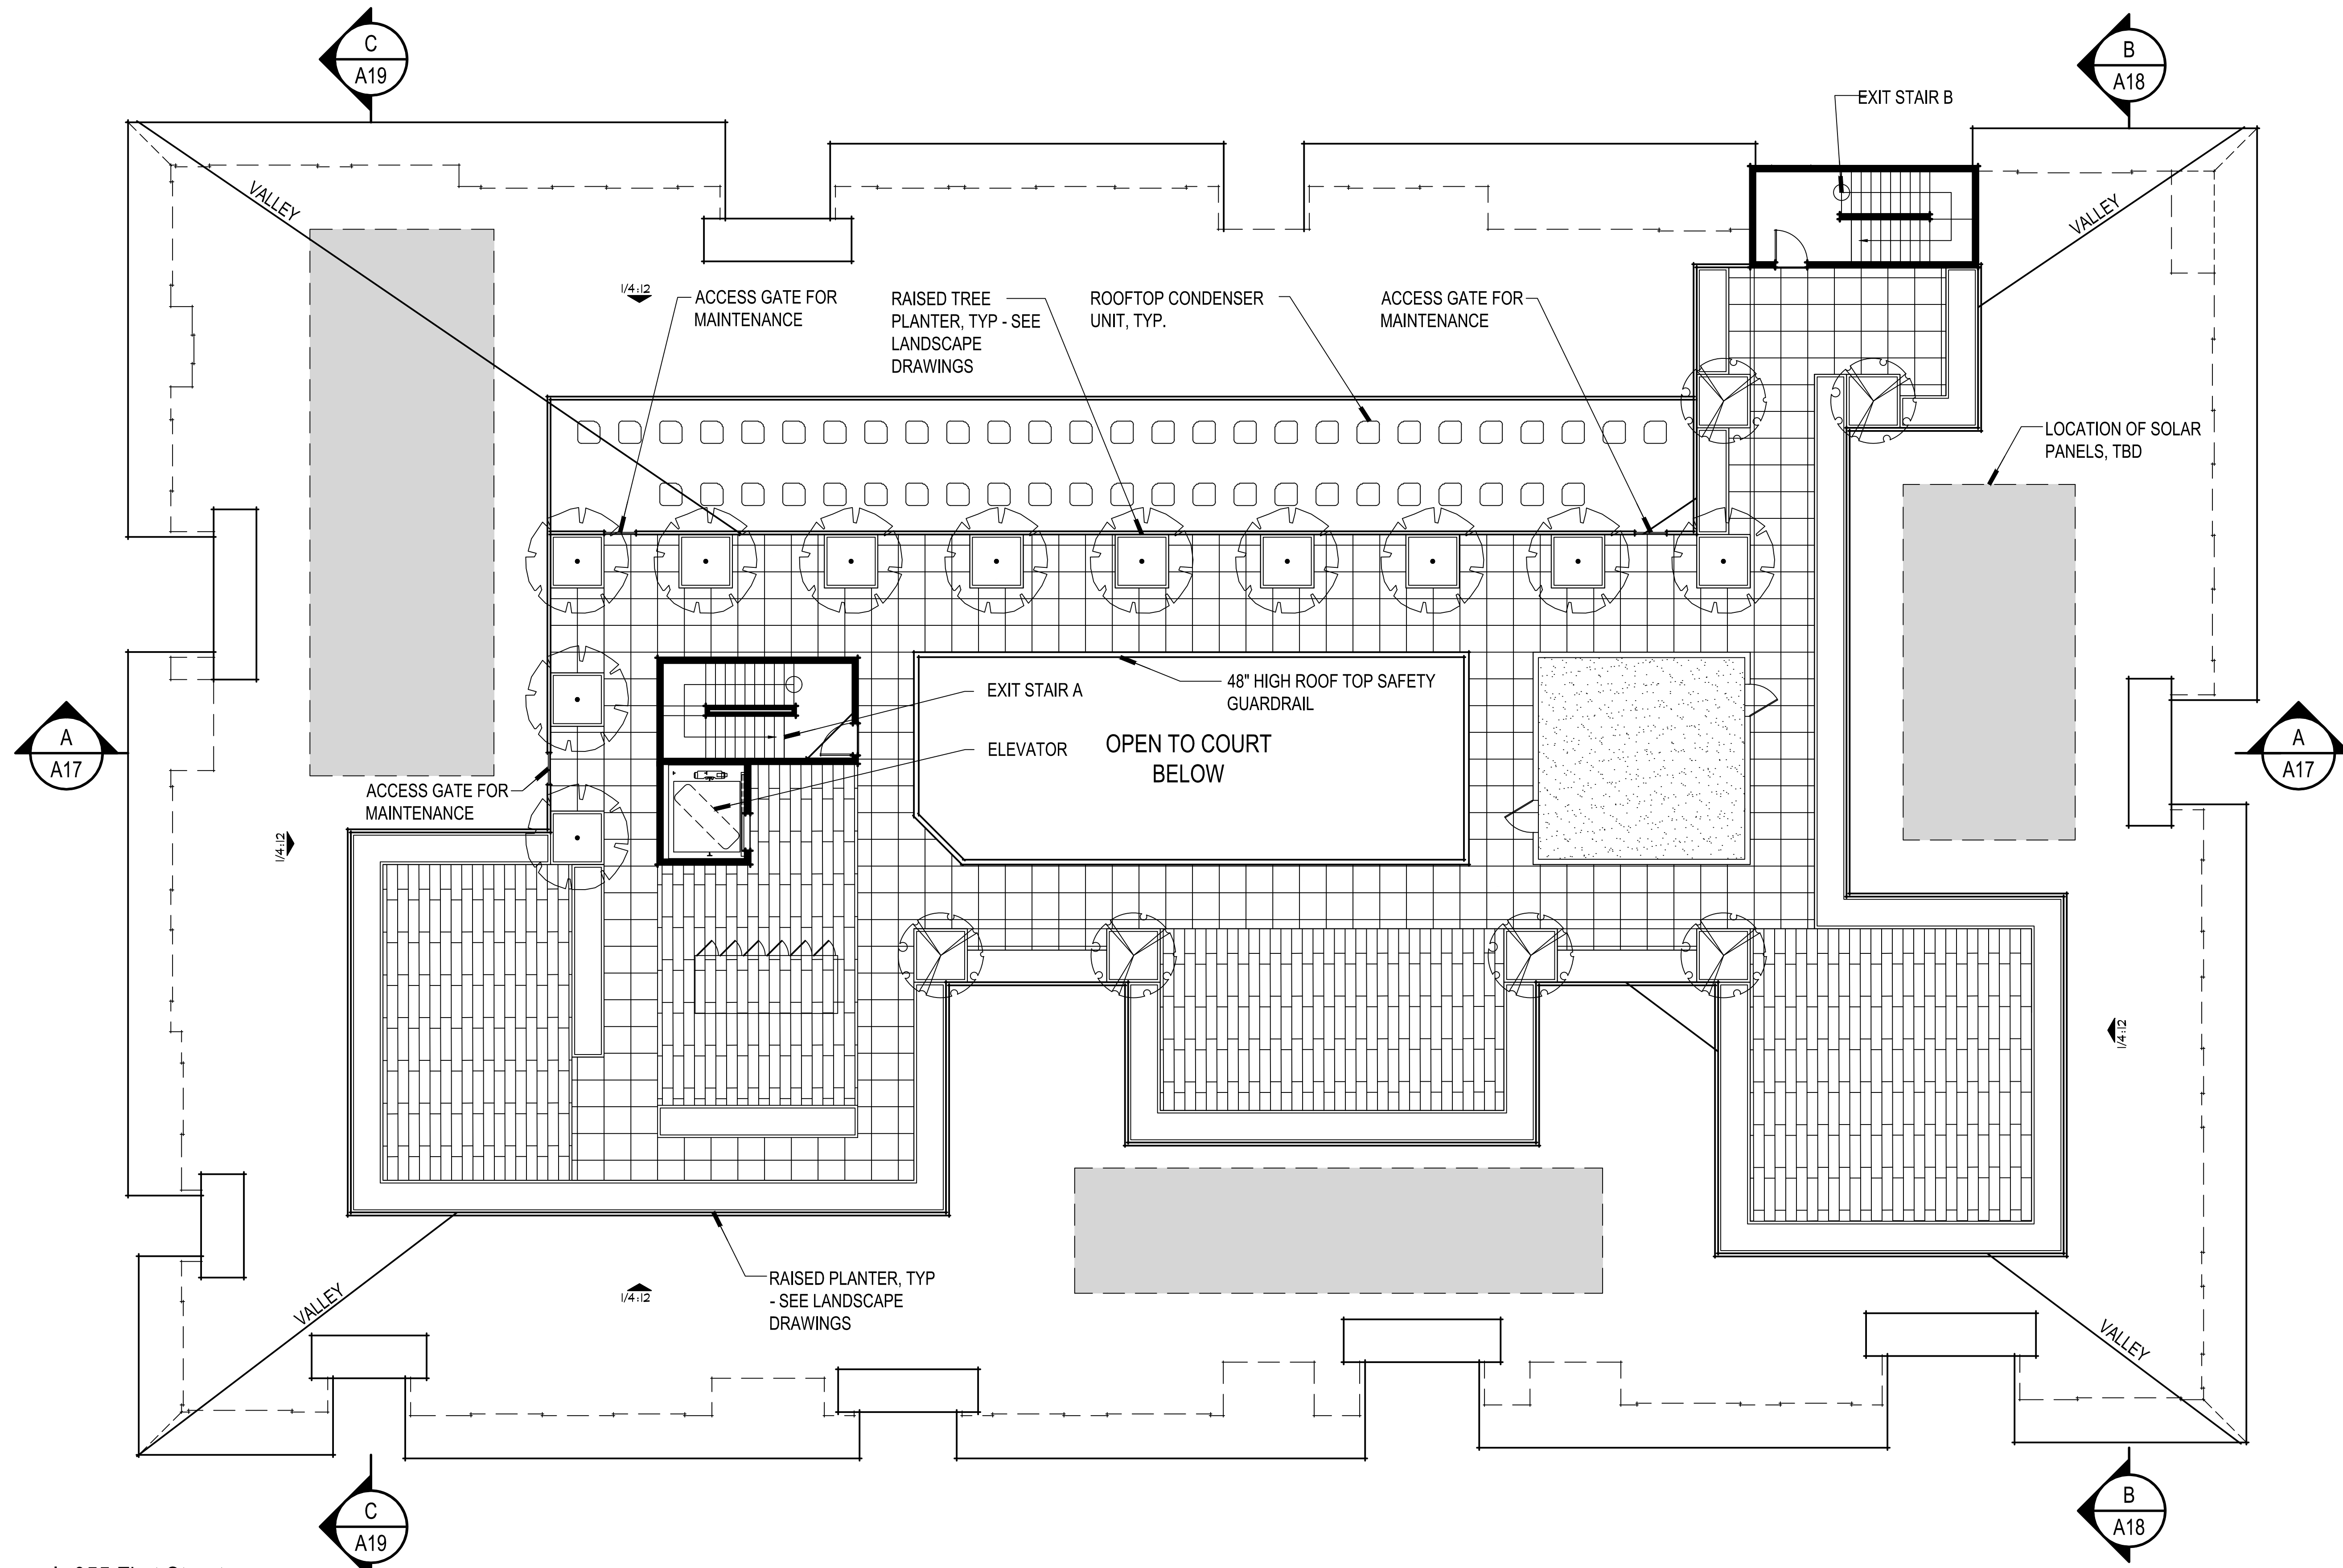 C
A19
B
A18
EXIT STAIR B
VALLEY
VALLEY
1/4:12
ACCESS GATE FOR
MAINTENANCE
RAISED TREE
PLANTER, TYP - SEE
LANDSCAPE
DRAWINGS
ROOFTOP CONDENSER
UNIT, TYP.
ACCESS GATE FOR
MAINTENANCE
LOCATION OF SOLAR
PANELS, TBD
EXIT STAIR A
48" HIGH ROOF TOP SAFETY
GUARDRAIL
ELEVATOR
OPEN TO COURT
BELOW
A
A17
A
A17
ACCESS GATE FOR
MAINTENANCE
1/4:12
1/4:12
RAISED PLANTER, TYP
- SEE LANDSCAPE
DRAWINGS
1/4:12
VALLEY
VALLEY
C
A19
B
A18